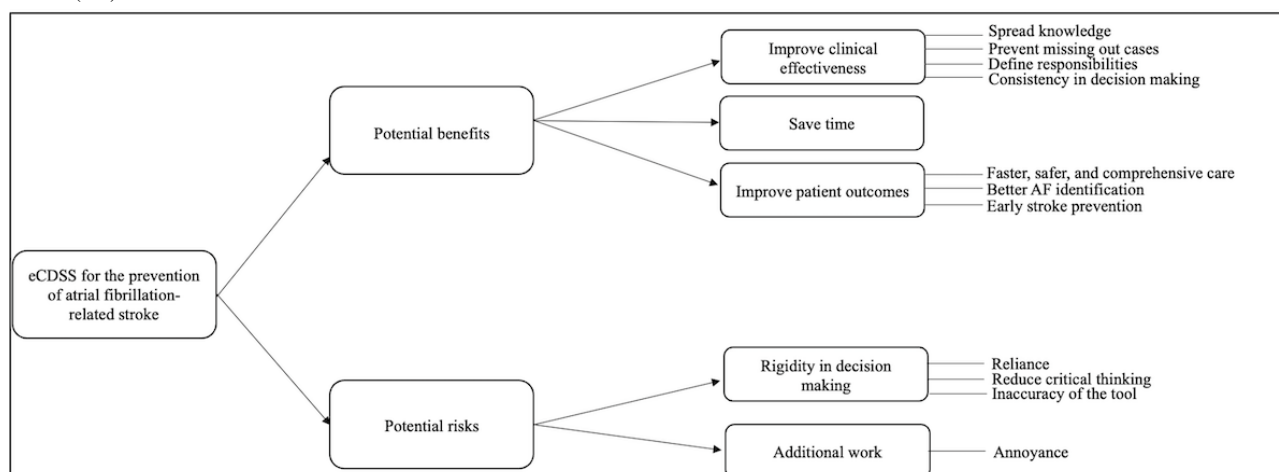 Spread knowledge
Improve clinical
effectiveness
Prevent missing out cases
Define responsibilities
Consistency in decision making
Potential benefits
Save time
Improve patient outcomes
Faster, safer, and comprehensive care
Better AF identification
Early stroke prevention
eCDSS for the prevention
of atrial fibrillation-
related stroke
Rigidity in decision
making
Reliance
Reduce critical thinking
Inaccuracy of the tool
Potential risks
Additional work
Annoyance